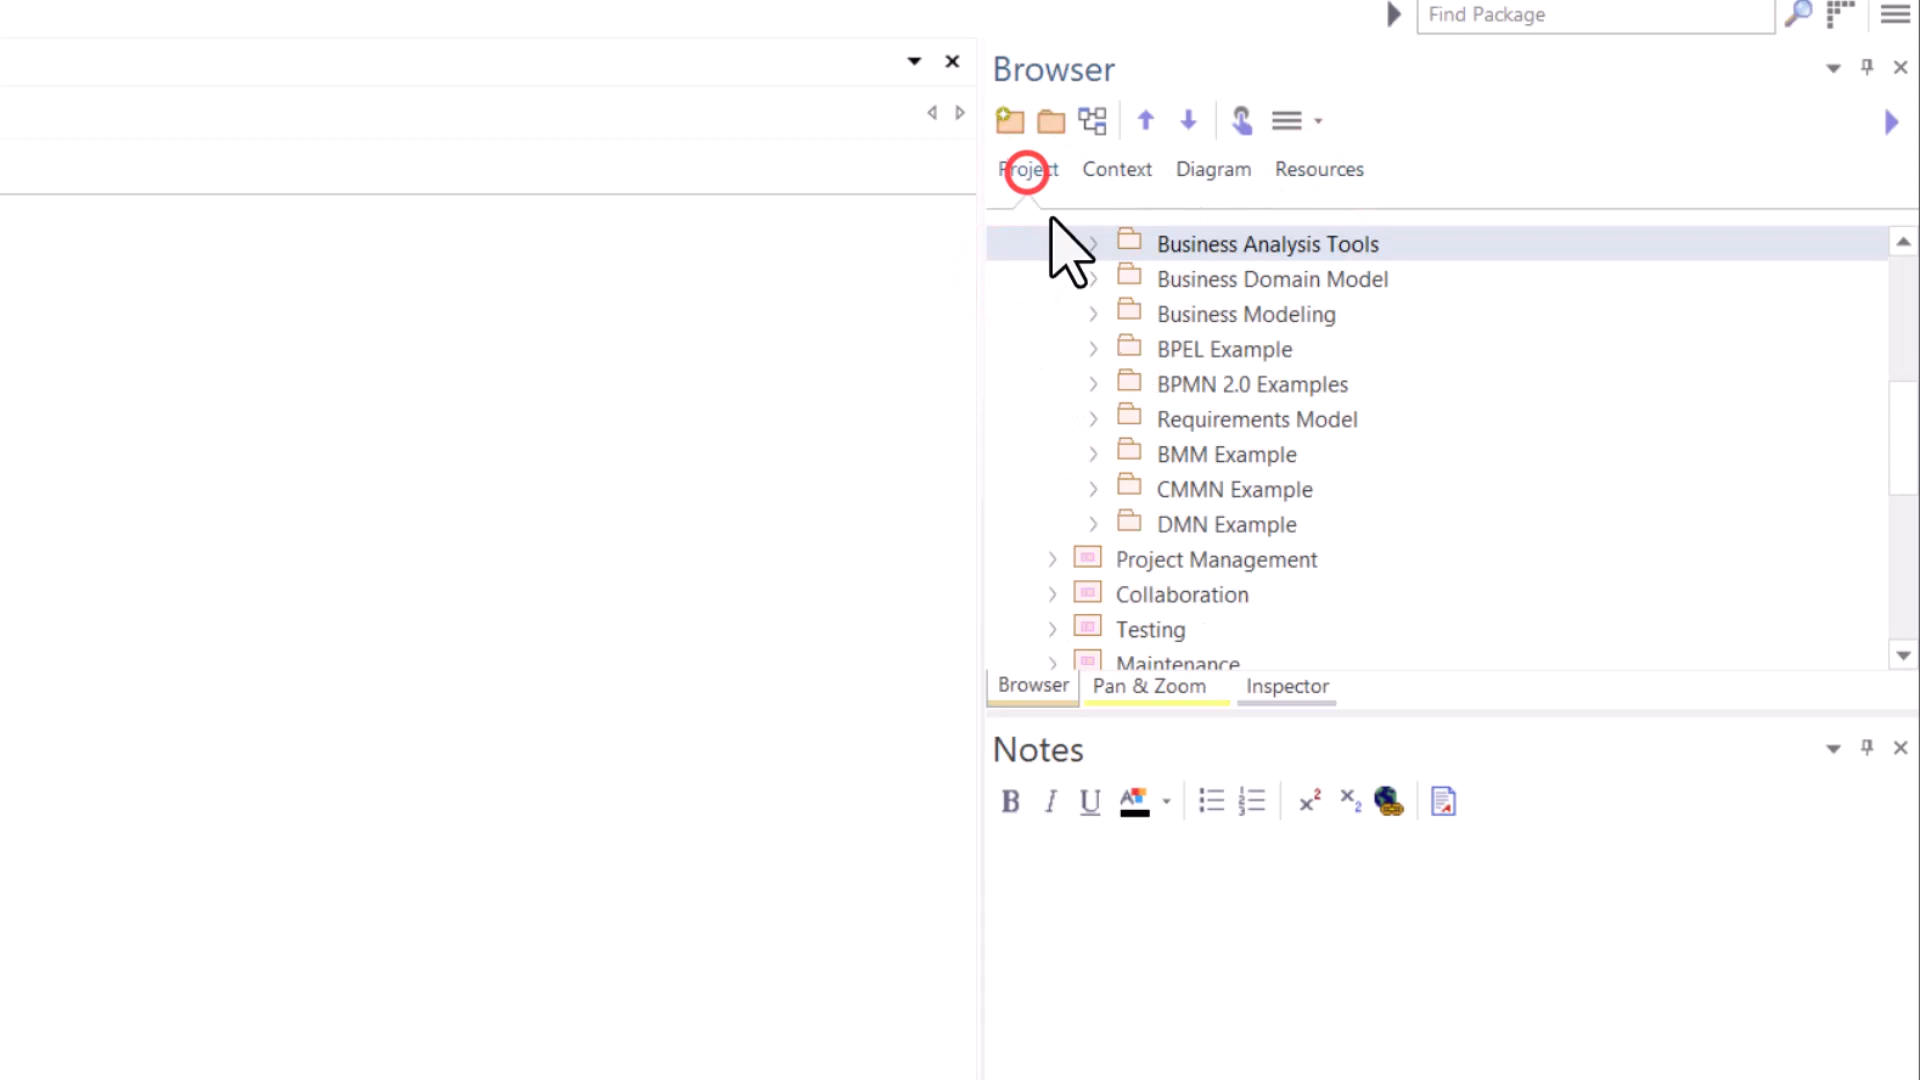 Find Package
Browser
Project Context Diagram Resources
Business Analysis Tools
Business Domain Model
Business Modeling
BPEL Example
BPMN 2.0 Examples
Requirements Model
BMM Example
CMMN Example
DMN Example
Project Management
Collaboration
Testing
Maintenance
Browser Pan & Zoom Inspector
Notes
B I U A x² x₂